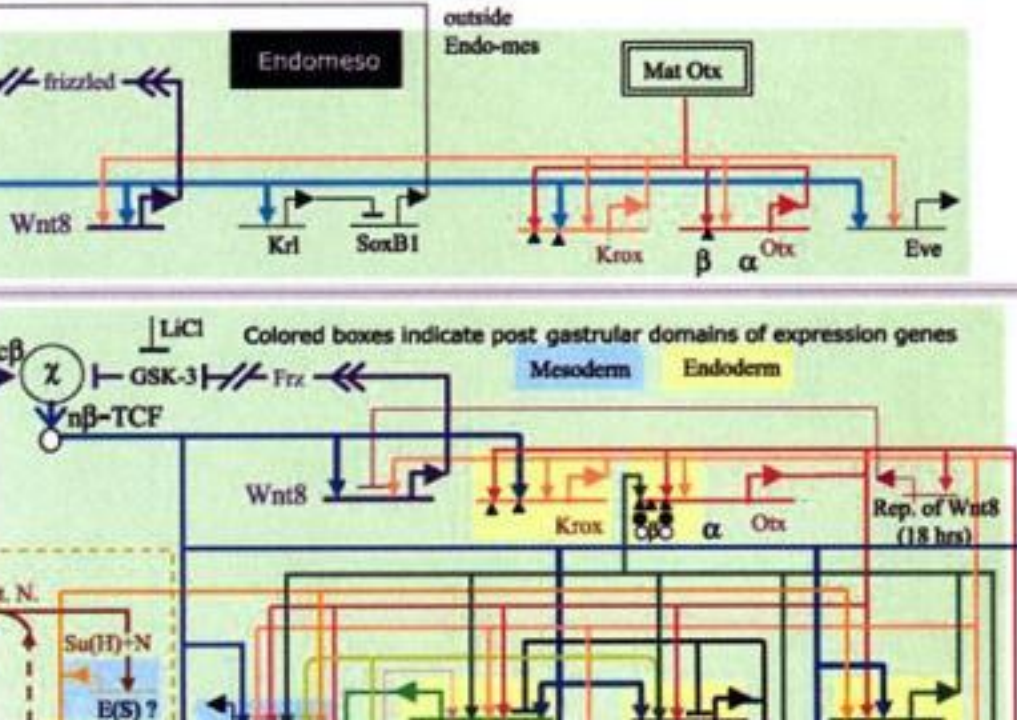 outside
Endo-mes
Endomeso
Mat Otx
frizzled
Wnt8
Krl
SoxB1
Krox
β
α
Otx
Eve
LiCl
Colored boxes indicate post gastrular domains of expression genes
cβ
χ
GSK-3
Frz
Mesoderm
Endoderm
nβ-TCF
Wnt8
Krox
β
α
Otx
Rep. of Wnt8
(18 hrs)
t. N.
Su(H)+N
E(S) ?